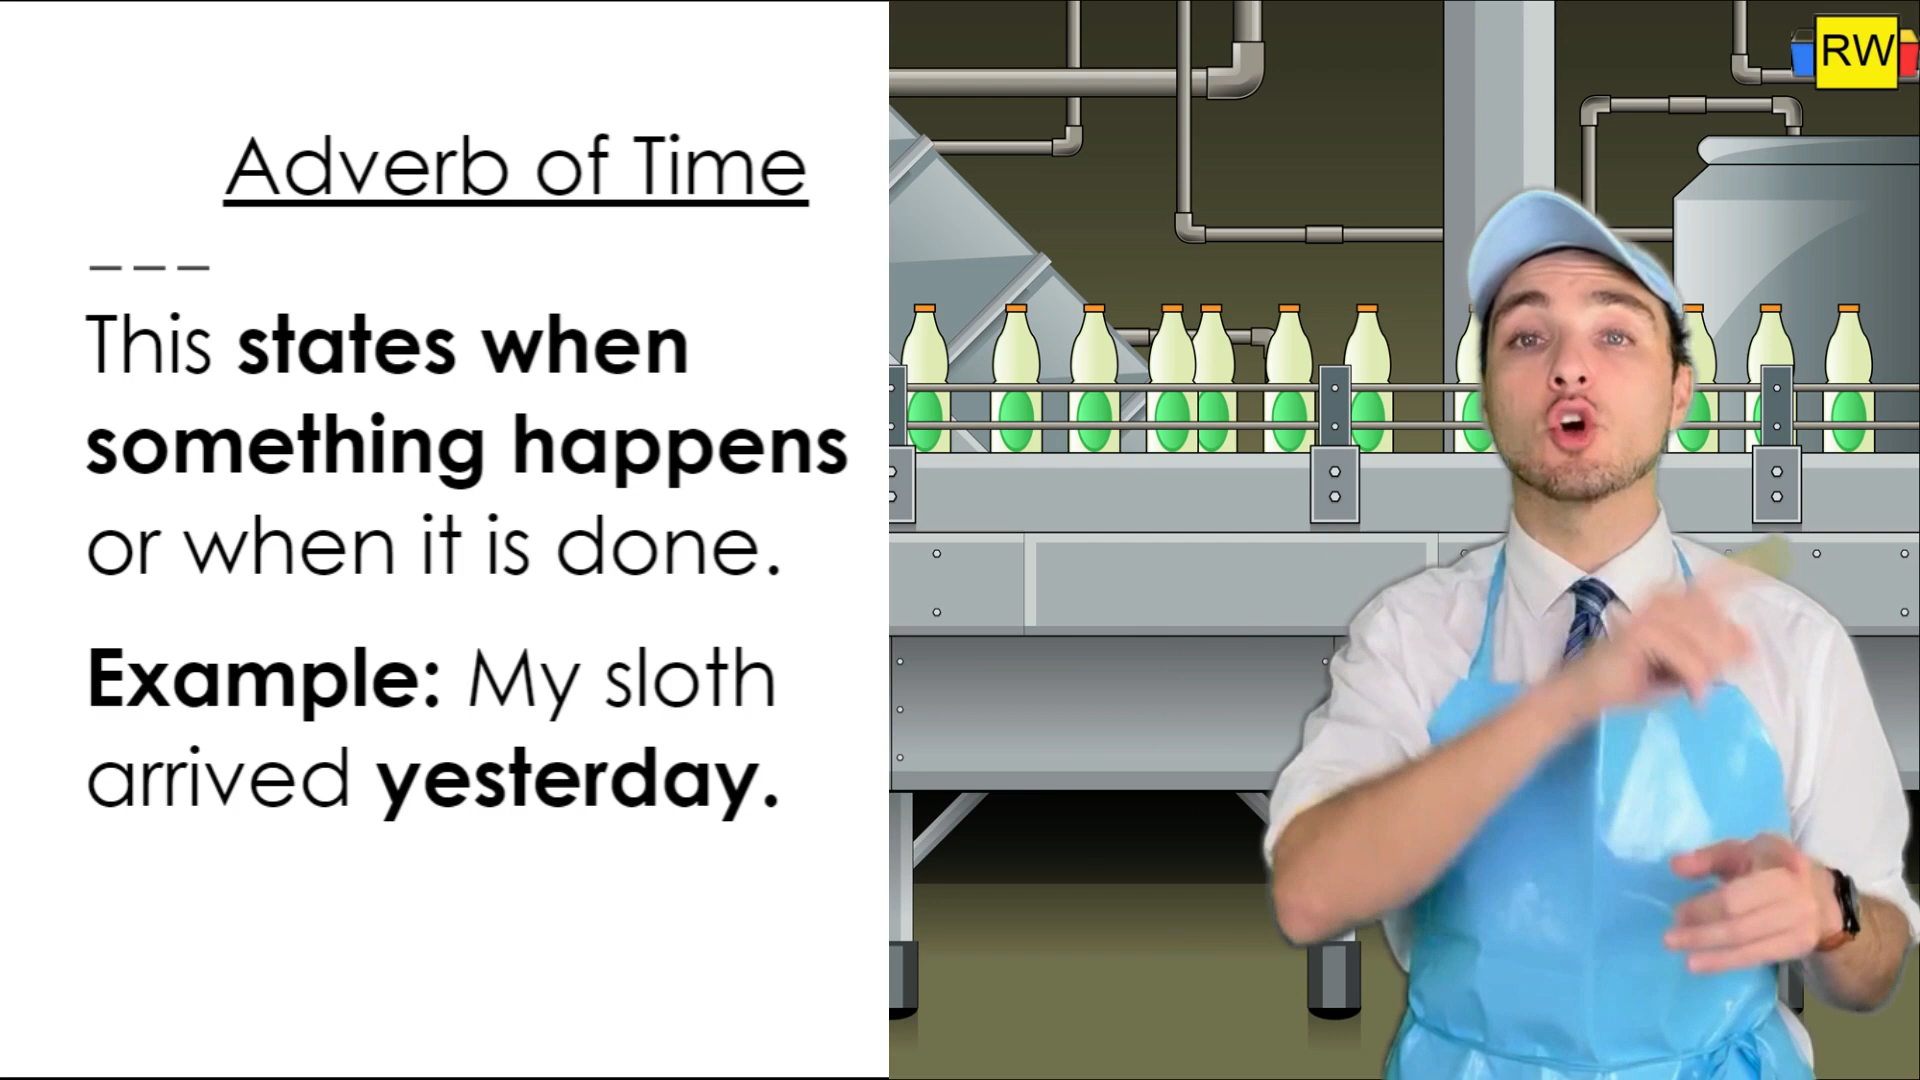 Adverb of Time
This states when
something happens
or when it is done.
Example: My sloth
arrived yesterday.
RW